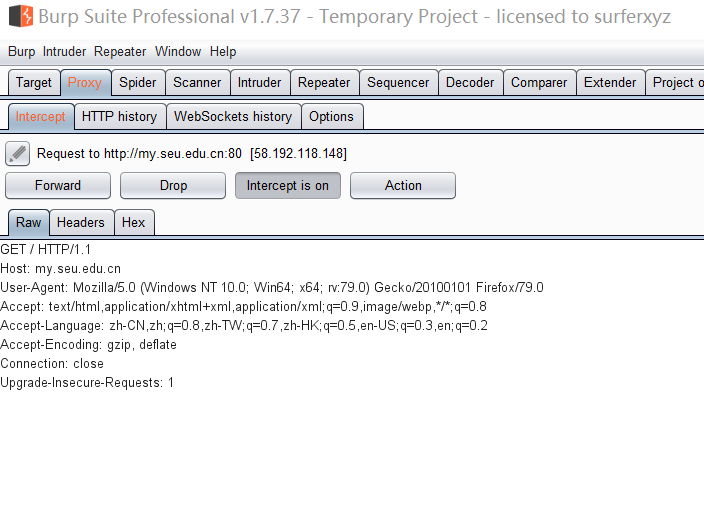 Burp Suite Professional v1.7.37 - Temporary Project - licensed to surferxyz
Burp Intruder Repeater Window Help
Target Proxy Spider Scanner Intruder Repeater Sequencer Decoder Comparer Extender Project o
Intercept HTTP history WebSockets history Options
Request to http://my.seu.edu.cn:80 [58.192.118.148]
Forward Drop Intercept is on Action
Raw Headers Hex
GET / HTTP/1.1
Host: my.seu.edu.cn
User-Agent: Mozilla/5.0 (Windows NT 10.0; Win64; x64; rv:79.0) Gecko/20100101 Firefox/79.0
Accept: text/html,application/xhtml+xml,application/xml;q=0.9,image/webp,*/*;q=0.8
Accept-Language: zh-CN,zh;q=0.8,zh-TW;q=0.7,zh-HK;q=0.5,en-US;q=0.3,en;q=0.2
Accept-Encoding: gzip, deflate
Connection: close
Upgrade-Insecure-Requests: 1